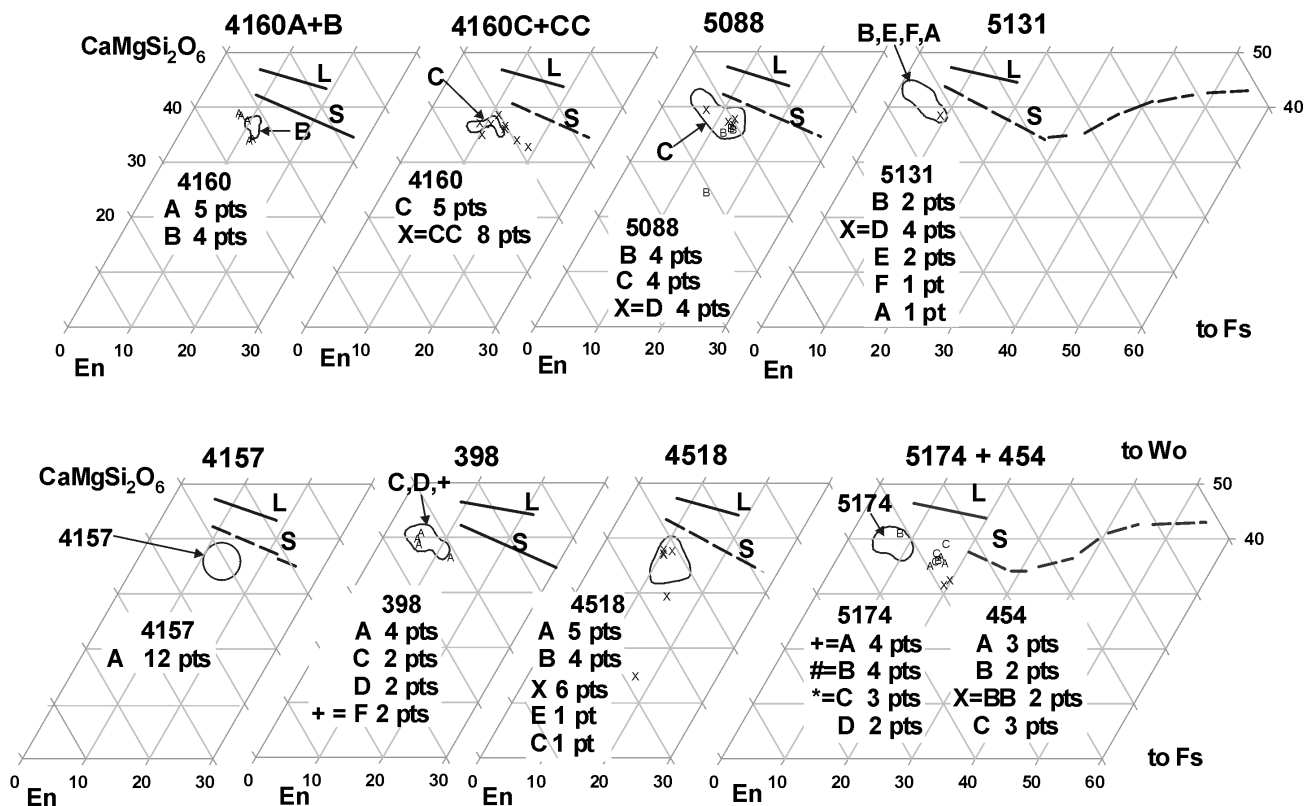 4160A+B 4160C+CC 5088 5131
CaMgSi2O6
B,E,F,A
L
S
B
C
L
S
C
L
S
L
S
50
40
40
30
20
4160
A 5 pts
B 4 pts
4160
C 5 pts
X=CC 8 pts
5088
B 4 pts
C 4 pts
X=D 4 pts
5131
B 2 pts
X=D 4 pts
E 2 pts
F 1 pt
A 1 pt
to Fs
0 10 20 30 0 10 20 30 0 10 20 30 0 10 20 30 40 50 60
En En En En
4157 398 4518 5174 + 454 to Wo
CaMgSi2O6
C,D,+
5174
4157
L
S
L
S
L
S
L
S
50
40
4157
A 12 pts
398
A 4 pts
C 2 pts
D 2 pts
+ = F 2 pts
4518
A 5 pts
B 4 pts
X 6 pts
E 1 pt
C 1 pt
5174
+=A 4 pts
#=B 4 pts
*=C 3 pts
D 2 pts
454
A 3 pts
B 2 pts
X=BB 2 pts
C 3 pts
to Fs
0 10 20 30 0 10 20 30 0 10 20 30 0 10 20 30 40 50 60
En En En En